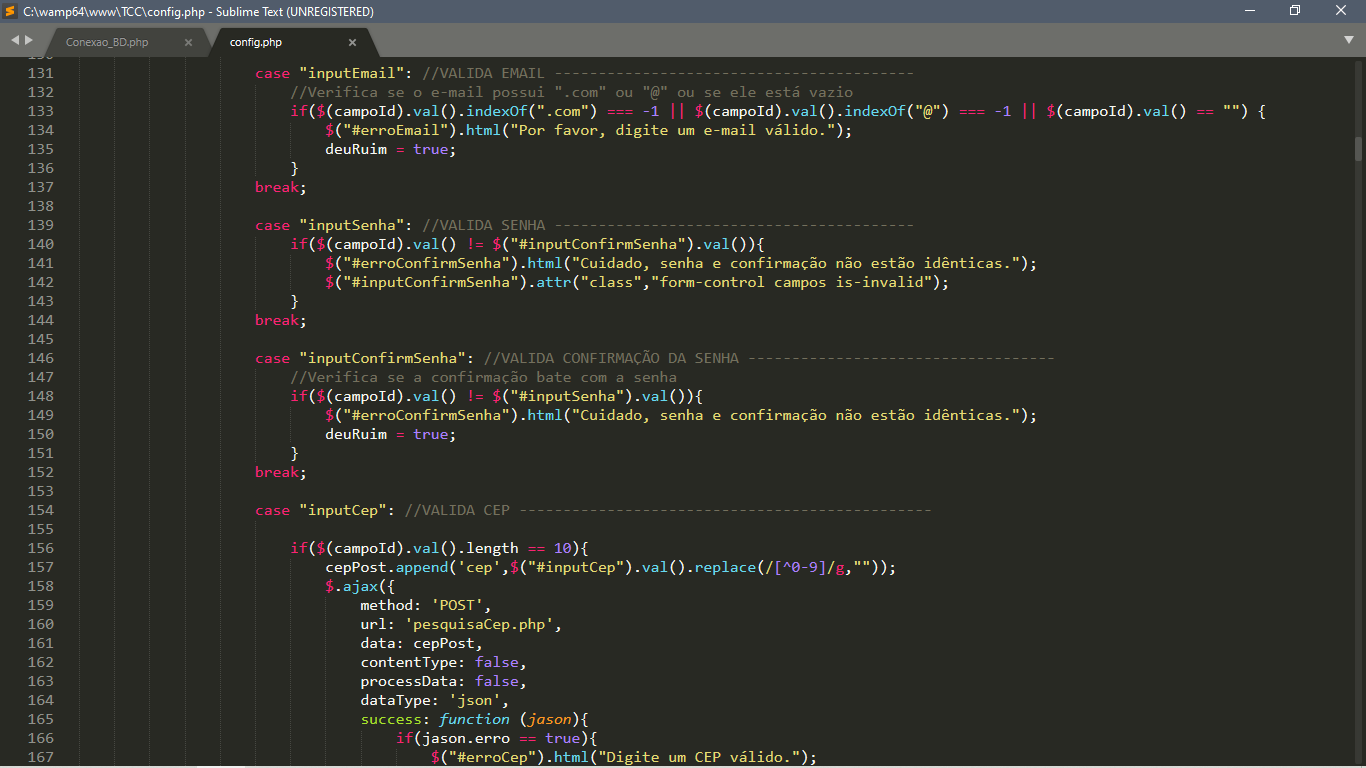 C:\wamp64\www\TCC\config.php - Sublime Text (UNREGISTERED)
Conexao_BD.php
config.php
131 case "inputEmail": //VALIDA EMAIL -----------------------------------------
132 //Verifica se o e-mail possui ".com" ou "@" ou se ele está vazio
133 if($(campoId).val().indexOf(".com") === -1 || $(campoId).val().indexOf("@") === -1 || $(campoId).val() == "") {
134 $("#erroEmail").html("Por favor, digite um e-mail válido.");
135 deuRuim = true;
136 }
137 break;
138
139 case "inputSenha": //VALIDA SENHA -----------------------------------------
140 if($(campoId).val() != $("#inputConfirmSenha").val()){
141 $("#erroConfirmSenha").html("Cuidado, senha e confirmação não estão idênticas.");
142 $("#inputConfirmSenha").attr("class","form-control campos is-invalid");
143 }
144 break;
145
146 case "inputConfirmSenha": //VALIDA CONFIRMAÇÃO DA SENHA -----------------------------------
147 //Verifica se a confirmação bate com a senha
148 if($(campoId).val() != $("#inputSenha").val()){
149 $("#erroConfirmSenha").html("Cuidado, senha e confirmação não estão idênticas.");
150 deuRuim = true;
151 }
152 break;
153
154 case "inputCep": //VALIDA CEP -----------------------------------------------
155
156 if($(campoId).val().length == 10){
157 cepPost.append('cep',$("#inputCep").val().replace(/[^0-9]/g,""));
158 $.ajax({
159 method: 'POST',
160 url: 'pesquisaCep.php',
161 data: cepPost,
162 contentType: false,
163 processData: false,
164 dataType: 'json',
165 success: function (jason){
166 if(jason.erro == true){
167 $("#erroCep").html("Digite um CEP válido.");